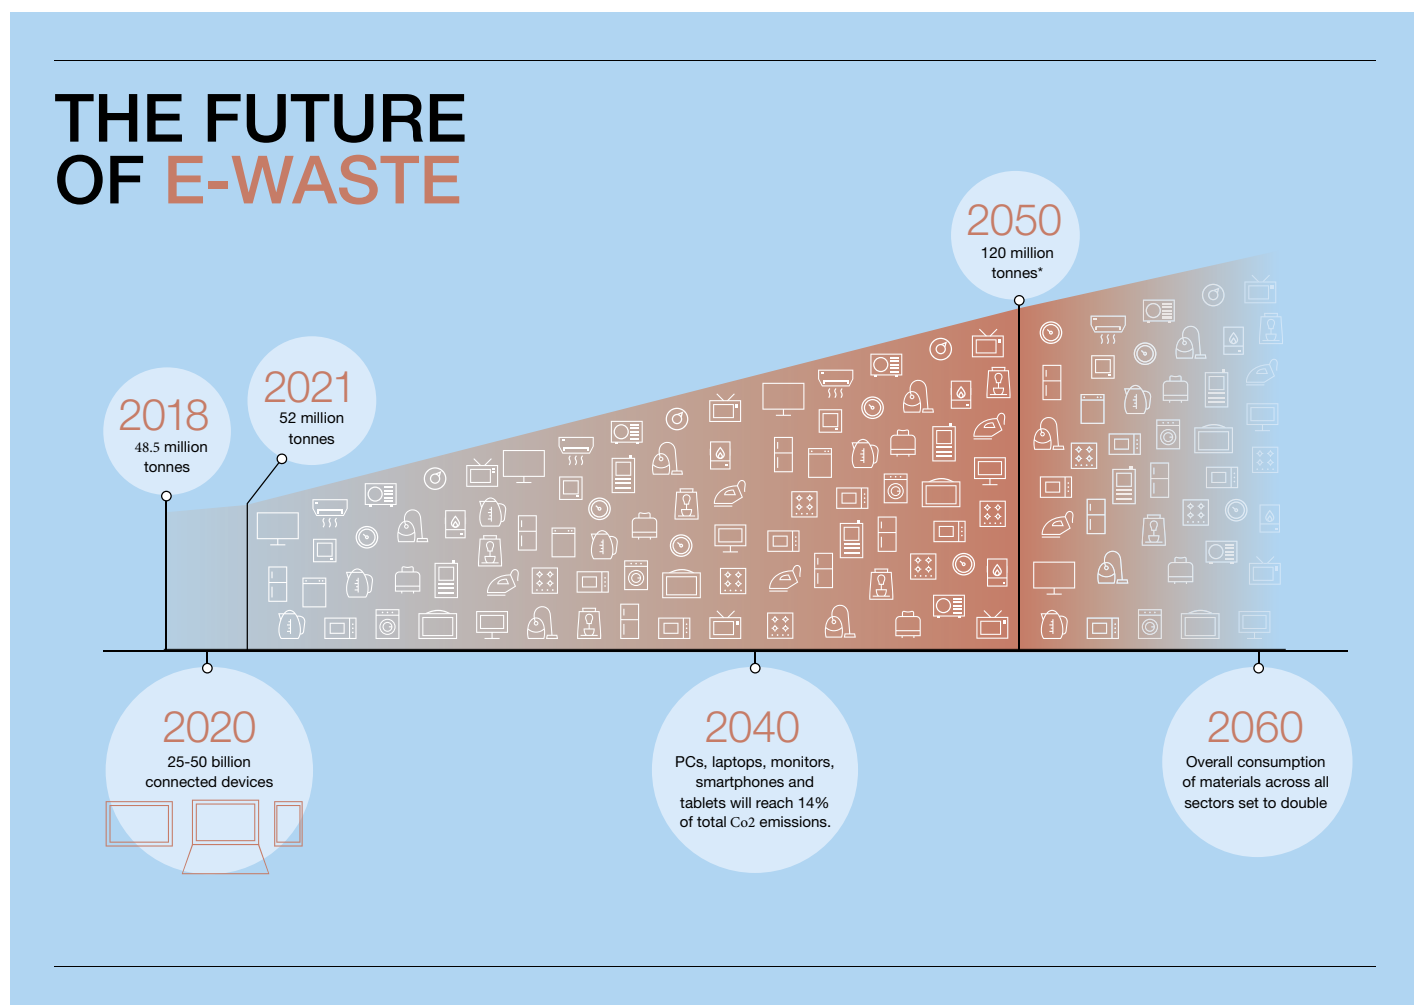 THE FUTURE
OF E-WASTE
2018
48.5 million
tonnes
2021
52 million
tonnes
2050
120 million
tonnes*
2020
25-50 billion
connected devices
2040
PCs, laptops, monitors,
smartphones and
tablets will reach 14%
of total Co2 emissions.
2060
Overall consumption
of materials across all
sectors set to double